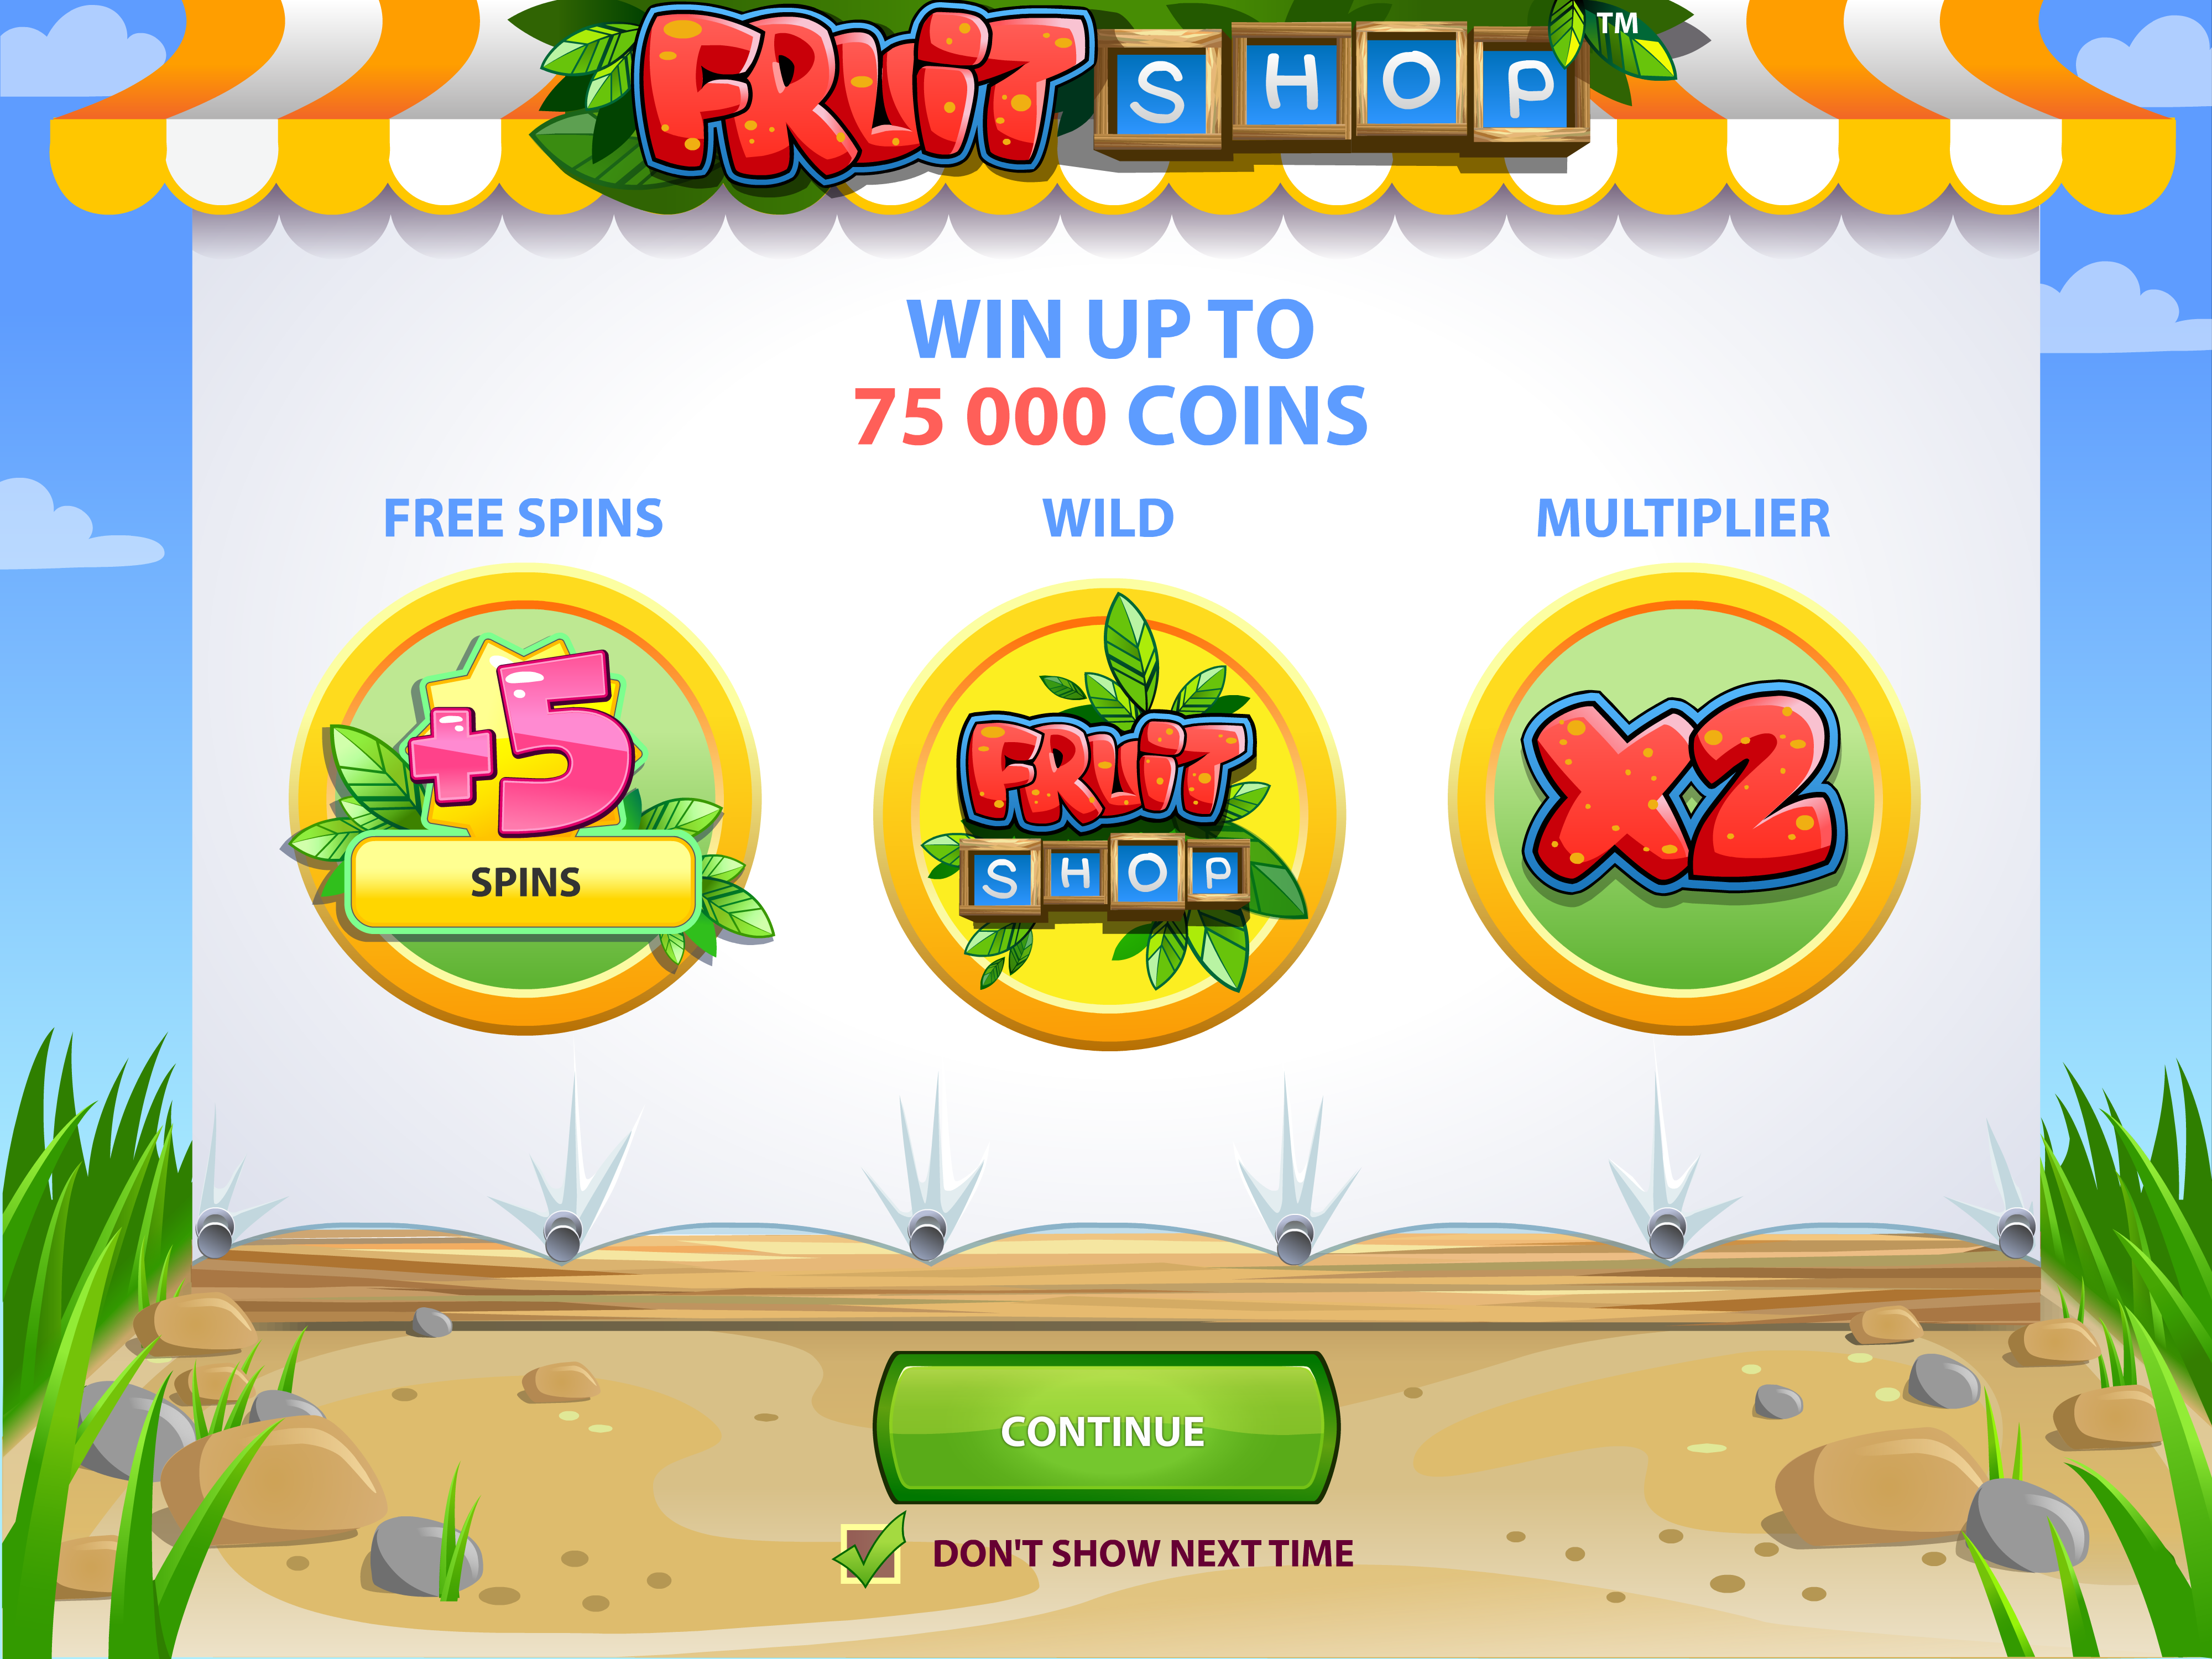 FRUIT SHOP™
WIN UP TO
75 000 COINS
FREE SPINS
WILD
MULTIPLIER
+5
SPINS
FRUIT
SHOP
X2
CONTINUE
DON'T SHOW NEXT TIME